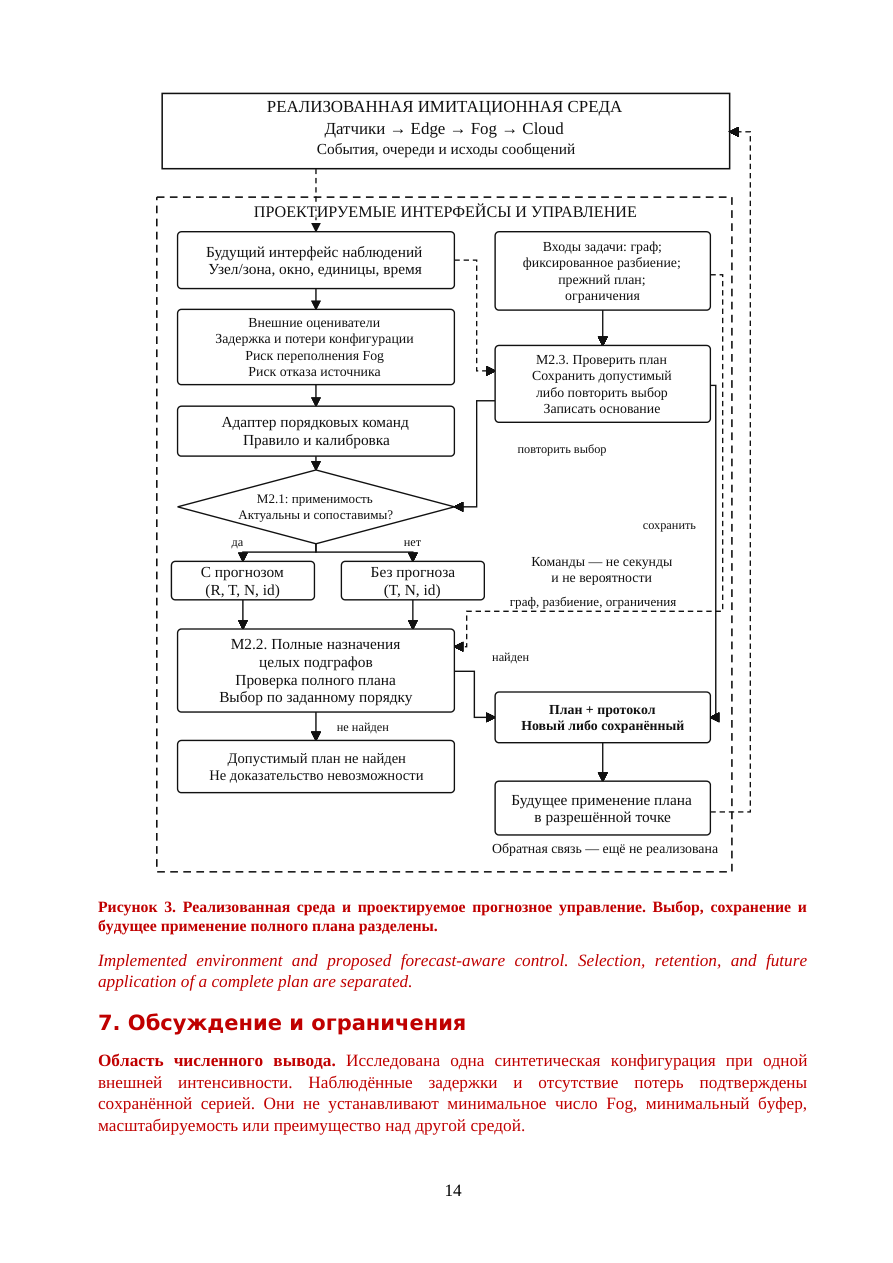 РЕАЛИЗОВАННАЯ ИМИТАЦИОННАЯ СРЕДА
Датчики → Edge → Fog → Cloud
События, очереди и исходы сообщений
ПРОЕКТИРУЕМЫЕ ИНТЕРФЕЙСЫ И УПРАВЛЕНИЕ
Будущий интерфейс наблюдений
Узел/зона, окно, единицы, время
Входы задачи: граф;
фиксированное разбиение;
прежний план;
ограничения
Внешние оцениватели
Задержка и потери конфигурации
Риск переполнения Fog
Риск отказа источника
М2.3. Проверить план
Сохранить допустимый
либо повторить выбор
Записать основание
Адаптер порядковых команд
Правило и калибровка
повторить выбор
М2.1: применимость
Актуальны и сопоставимы?
сохранить
да
нет
С прогнозом
(R, T, N, id)
Без прогноза
(T, N, id)
Команды — не секунды
и не вероятности
граф, разбиение, ограничения
М2.2. Полные назначения
целых подграфов
Проверка полного плана
Выбор по заданному порядку
найден
План + протокол
Новый либо сохранённый
не найден
Допустимый план не найден
Не доказательство невозможности
Будущее применение плана
в разрешённой точке
Обратная связь — ещё не реализована
Рисунок 3. Реализованная среда и проектируемое прогнозное управление. Выбор, сохранение и
будущее применение полного плана разделены.
Implemented environment and proposed forecast-aware control. Selection, retention, and future
application of a complete plan are separated.
7. Обсуждение и ограничения
Область численного вывода. Исследована одна синтетическая конфигурация при одной
внешней интенсивности. Наблюдённые задержки и отсутствие потерь подтверждены
сохранённой серией. Они не устанавливают минимальное число Fog, минимальный буфер,
масштабируемость или преимущество над другой средой.
14